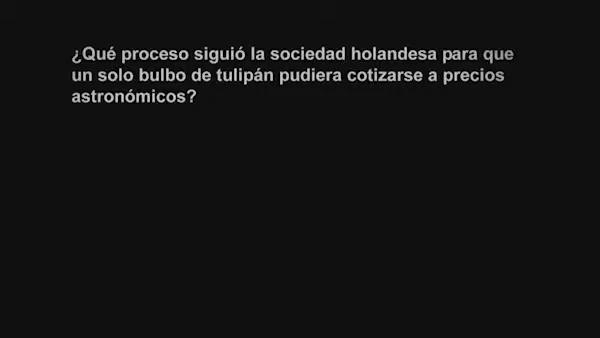 ¿Qué proceso siguió la sociedad holandesa para que
un solo bulbo de tulipán pudiera cotizarse a precios
astronómicos?